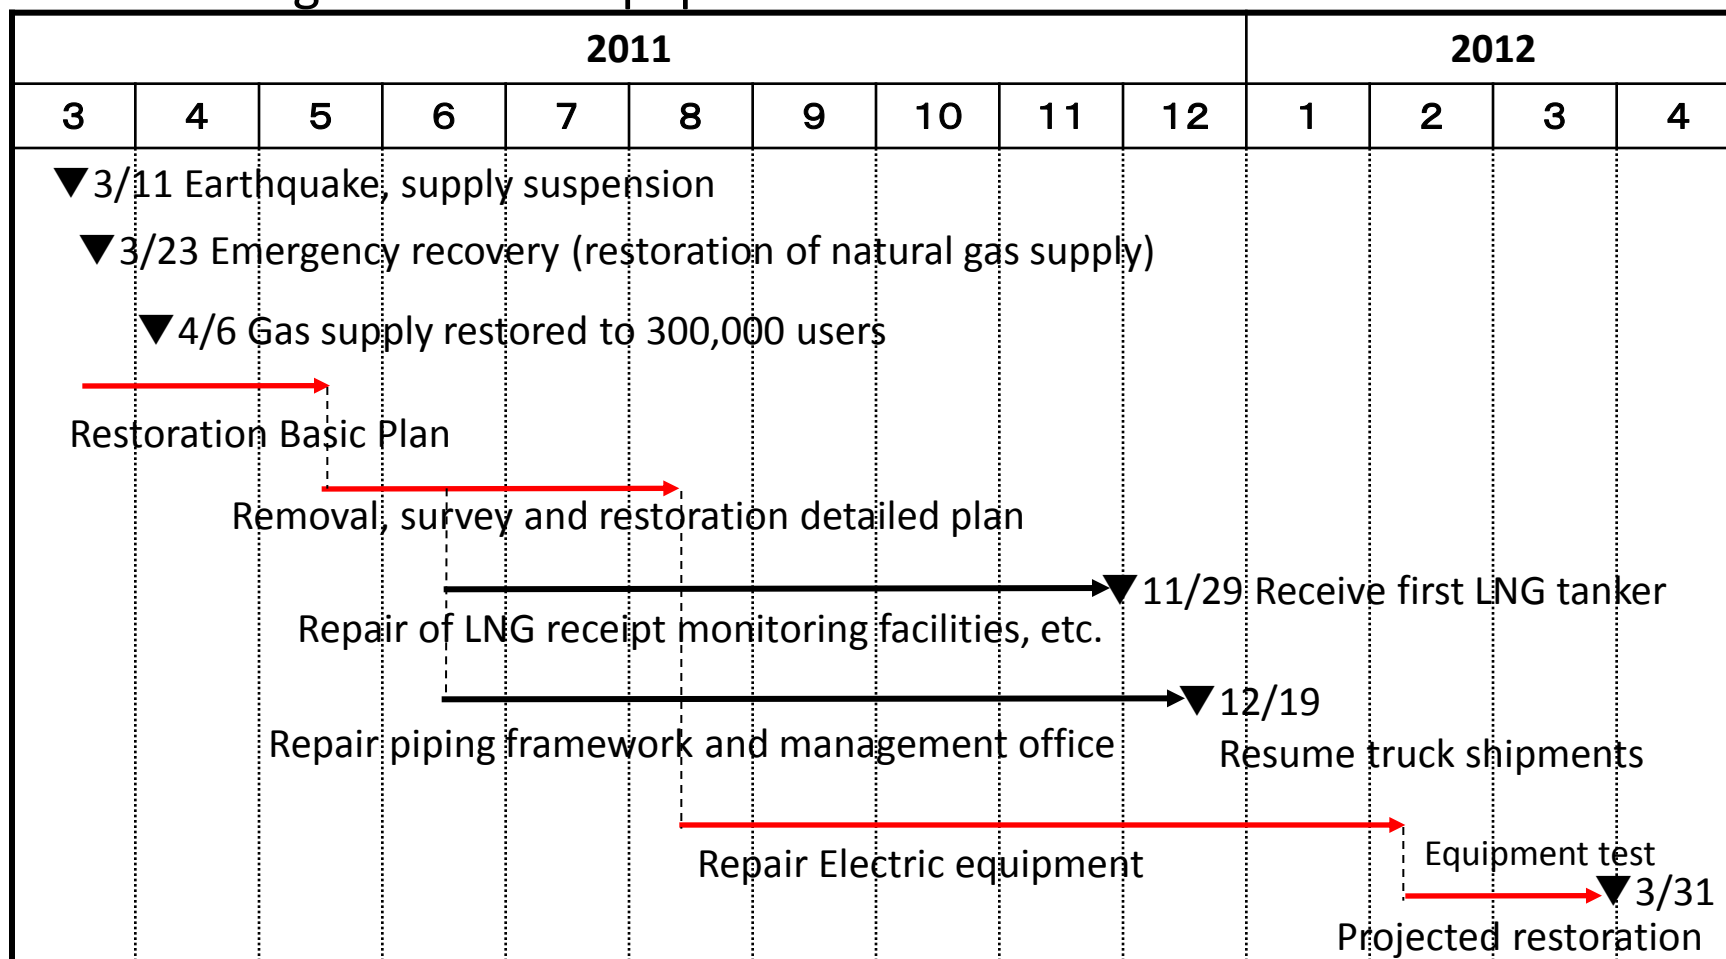 2011 2012
3 4 5 6 7 8 9 10 11 12 1 2 3 4
▼3/11 Earthquake, supply suspension
▼3/23 Emergency recovery (restoration of natural gas supply)
▼4/6 Gas supply restored to 300,000 users
Restoration Basic Plan
Removal, survey and restoration detailed plan
▼11/29 Receive first LNG tanker
Repair of LNG receipt monitoring facilities, etc.
▼12/19
Repair piping framework and management office
Resume truck shipments
Repair Electric equipment
Equipment test
▼3/31
Projected restoration